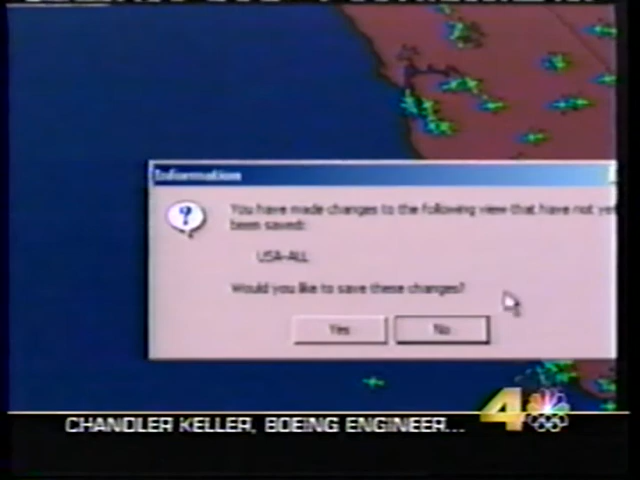 Information
You have made changes to the following view that have not ye
been saved:
USA-ALL
Would you like to save these changes?
Yes
No
4
CHANDLER KELLER, BOEING ENGINEER...